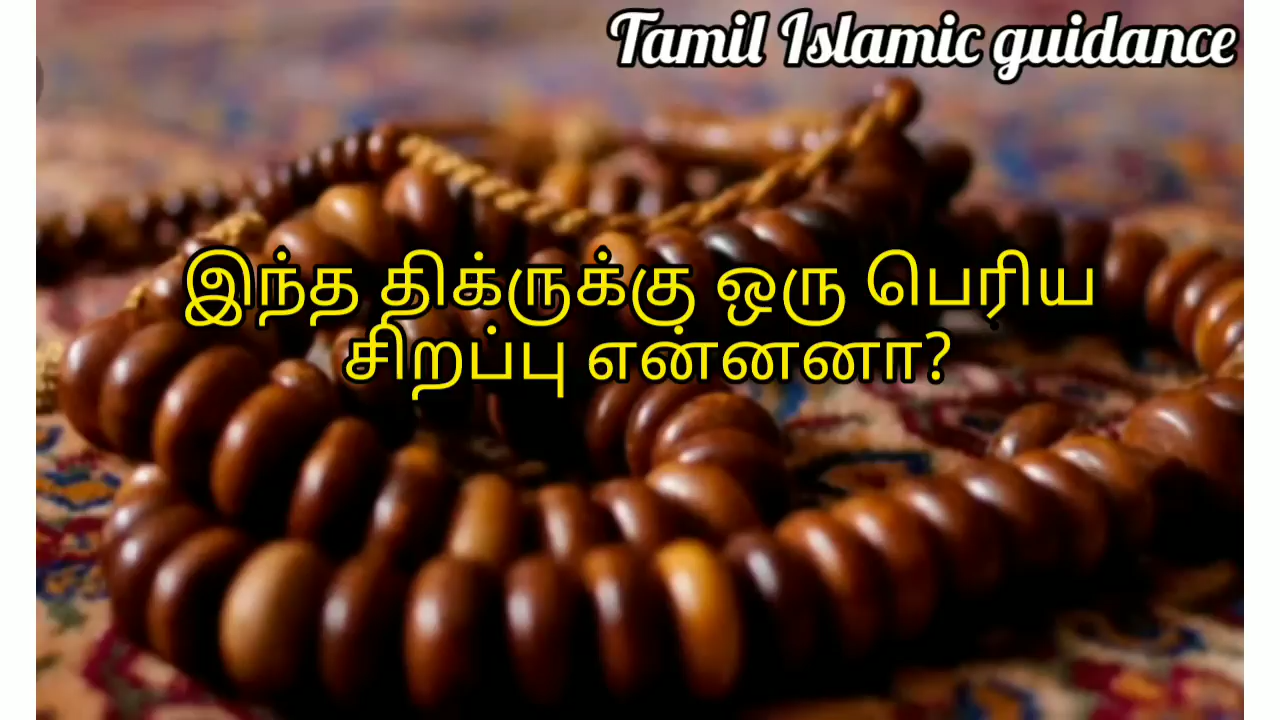 Tamil Islamic guidance
இந்த திக்ருக்கு ஒரு பெரிய
சிறப்பு என்னனா?